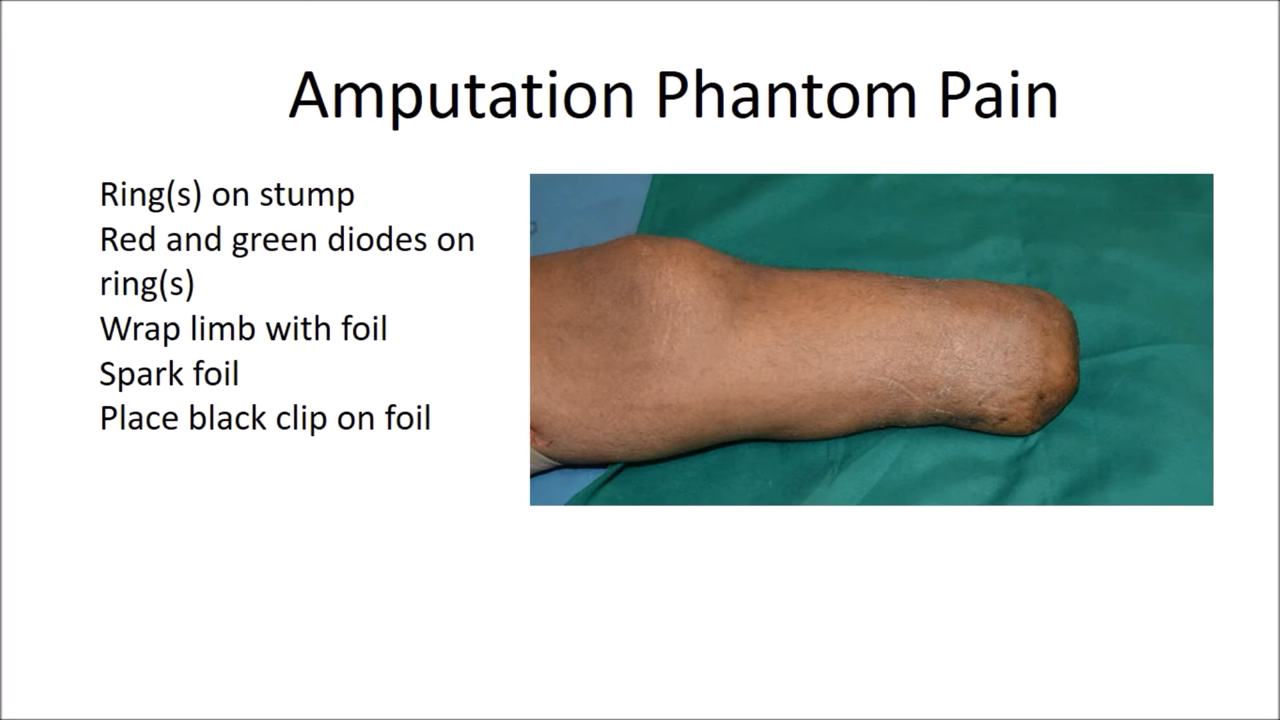 Amputation Phantom Pain
Ring(s) on stump
Red and green diodes on
ring(s)
Wrap limb with foil
Spark foil
Place black clip on foil